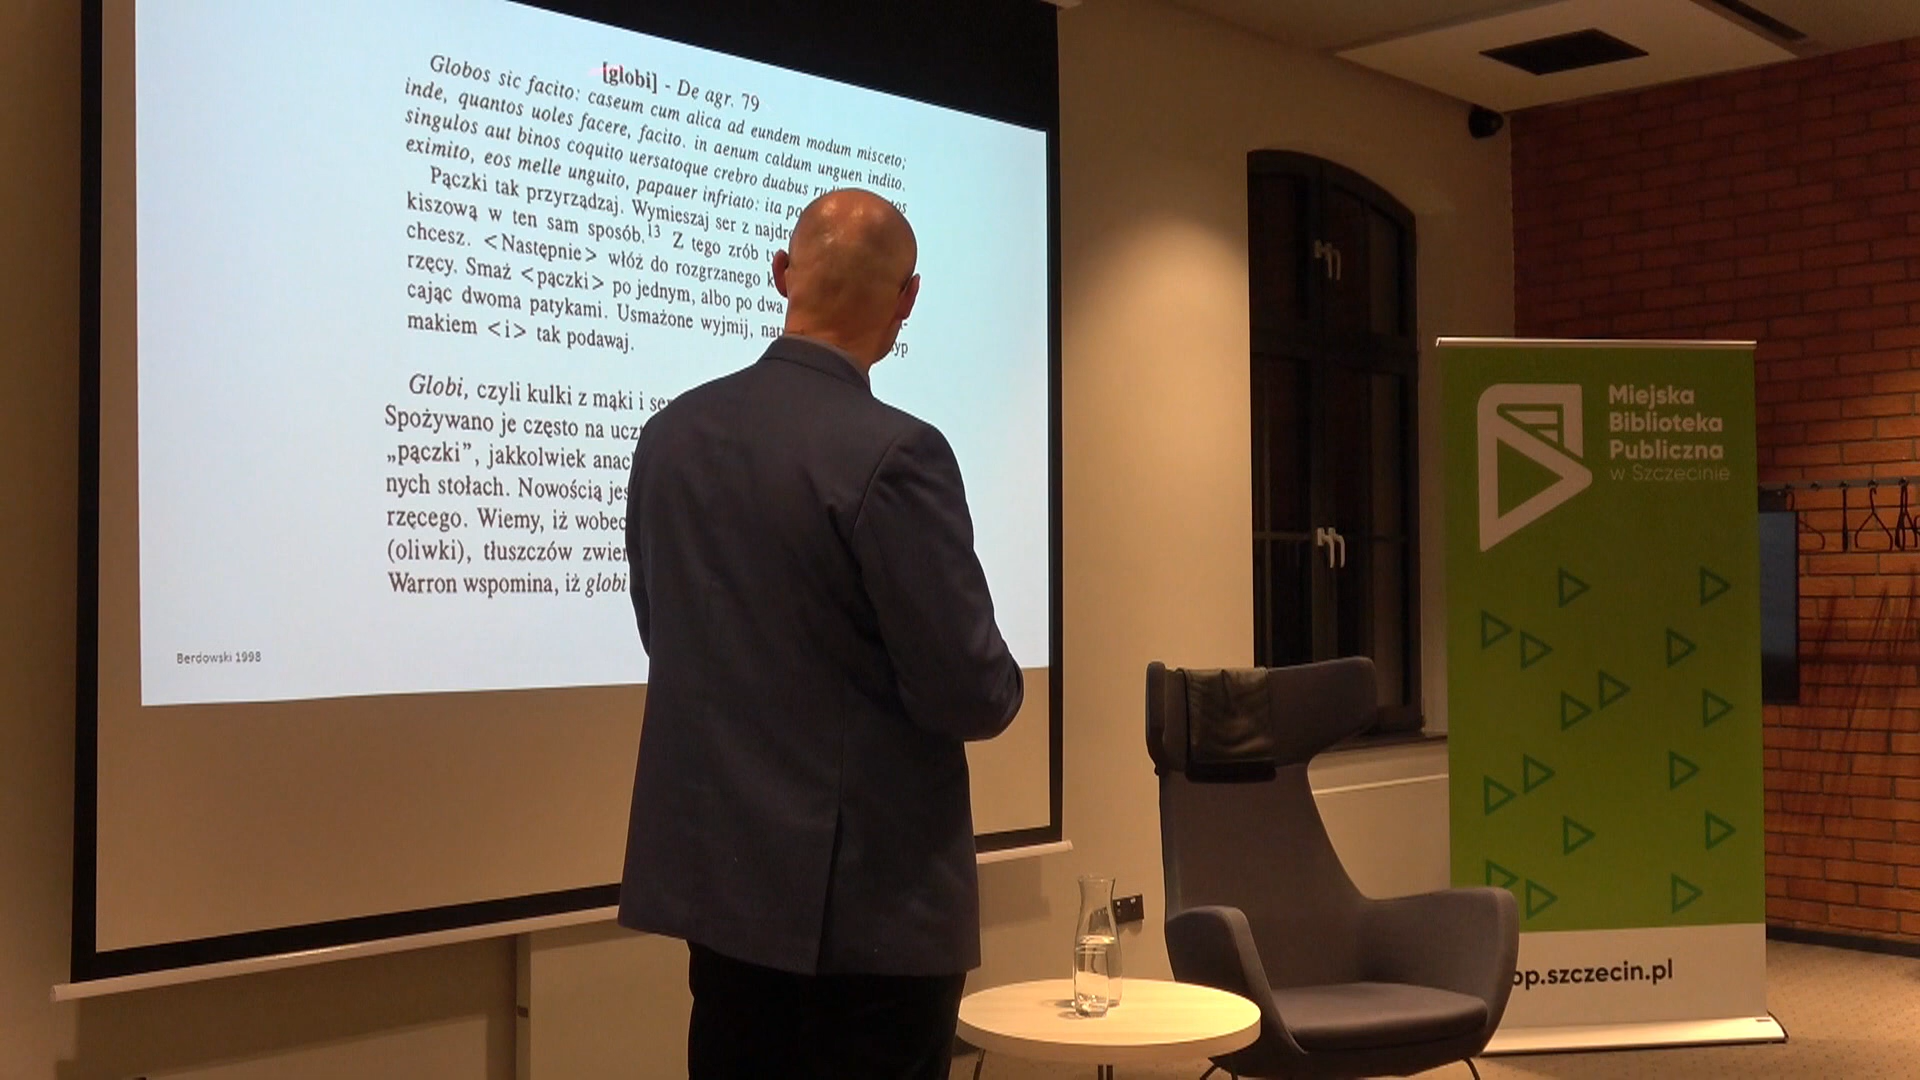 [globi] - De agr. 79
Globos sic facito: caseum cum alica ad eundem modum misceto;
inde, quantos uoles facere, facito. in aenum caldum unguen indito.
singulos aut binos coquito uersatoque crebro duabus
eximito, eos melle unguito, papauer infriato: ita
Pączki tak przyrządzaj. Wymieszaj ser z
kiszową w ten sam sposób.13 Z tego zrób
chcesz. <Następnie> włóż do rozgrzanego
rzęcy. Smaż <pączki> po jednym, albo po dwa
cając dwoma patykami. Usmażone wyjmij,
makiem <i> tak podawaj.
Globi, czyli kulki z mąki i
Spożywano je często na
„pączki”, jakkolwiek
nych stołach. Nowością
rzęcego. Wiemy, iż wobec
(oliwki), tłuszczów
Warron wspomina, iż globi
Berdowski 1998
Miejska
Biblioteka
Publiczna
w Szczecinie
op.szczecin.pl